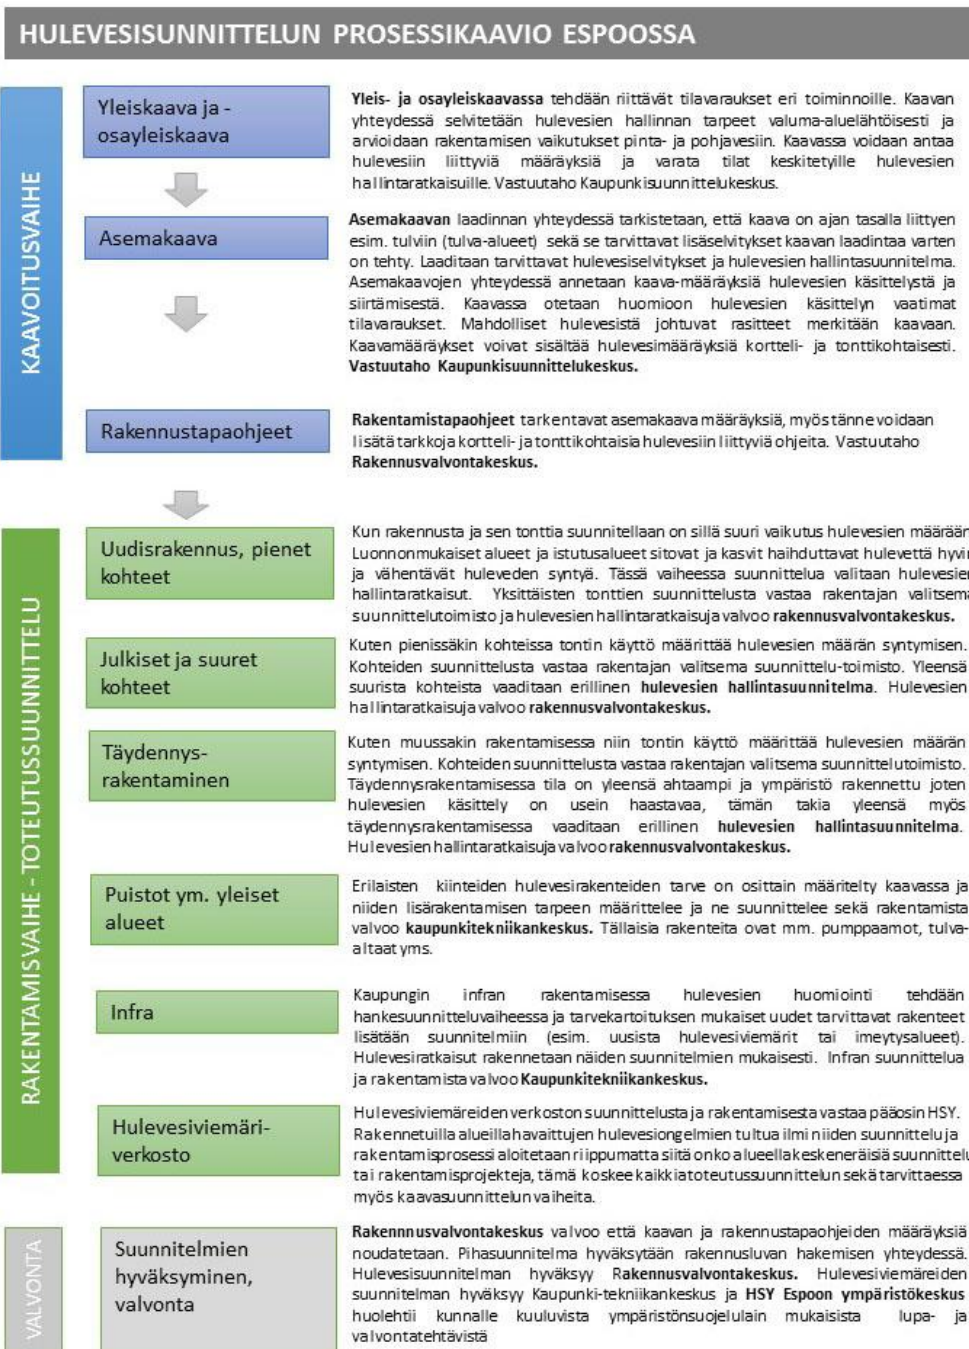 HULEVESISUNNITTELUN PROSESSIKAAVIO ESPOOSSA
KAAVOITUSVAIHE
Yleiskaava ja -
osayleiskaava
Yleis- ja osayleiskaavassa tehdään riittävät tilavaraukset eri toiminnoille. Kaavan
yhteydessä selvitetään hulevesien hallinnan tarpeet valuma-aluelähtöisesti ja
arvioidaan rakentamisen vaikutukset pinta- ja pohjavesiin. Kaavassa voidaan antaa
hulevesiin liittyviä määräyksiä ja varata tilat keskitetyille hulevesien
hallintaratkaisuille. Vastuutaho Kaupunkisuunnittelukeskus.
Asemakaava
Asemakaavan laadinnan yhteydessä tarkistetaan, että kaava on ajan tasalla liittyen
esim. tulviin (tulva-alueet) sekä se tarvittavat lisäselvitykset kaavan laadintaa varten
on tehty. Laaditaan tarvittavat hulevesiselvitykset ja hulevesien hallintasuunnitelma.
Asemakaavojen yhteydessä annetaan kaava-määräyksiä hulevesien käsittelystä ja
siirtämisestä. Kaavassa otetaan huomioon hulevesien käsittelyn vaatimat
tilavaraukset. Mahdolliset hulevesistä johtuvat rasitteet merkitään kaavaan.
Kaavamääräykset voivat sisältää hulevesimääräyksiä kortteli- ja tonttikohtaisesti.
Vastuutaho Kaupunkisuunnittelukeskus.
Rakennustapaohjeet
Rakentamistapaohjeet tarkentavat asemakaava määräyksiä, myös tänne voidaan
lisätä tarkkoja kortteli- ja tonttikohtaisia hulevesiin liittyviä ohjeita. Vastuutaho
Rakennusvalvontakeskus.
RAKENTAMISVAIHE - TOTEUTUSSUUNNITTELU
Uudisrakennus, pienet
kohteet
Kun rakennusta ja sen tonttia suunnitellaan on sillä suuri vaikutus hulevesien määrään
Luonnonmukaiset alueet ja istutusalueet sitovat ja kasvit haihduttavat hulevettä hyvin
ja vähentävät huleveden syntyä. Tässä vaiheessa suunnittelua valitaan hulevesien
hallintaratkaisut. Yksittäisten tonttien suunnittelusta vastaa rakentajan valitsema
suunnittelutoimisto ja hulevesien hallintaratkaisuja valvoo rakennusvalvontakeskus.
Julkiset ja suuret
kohteet
Kuten pienissäkin kohteissa tontin käyttö määrittää hulevesien määrän syntymisen.
Kohteiden suunnittelusta vastaa rakentajan valitsema suunnittelu-toimisto. Yleensä
suurista kohteista vaaditaan erillinen hulevesien hallintasuunnitelma. Hulevesien
hallintaratkaisuja valvoo rakennusvalvontakeskus.
Täydennys-
rakentaminen
Kuten muussakin rakentamisessa niin tontin käyttö määrittää hulevesien määrän
syntymisen. Kohteiden suunnittelusta vastaa rakentajan valitsema suunnittelutoimisto.
Täydennysrakentamisessa tila on yleensä ahtaampi ja ympäristö rakennettu joten
hulevesien käsittely on usein haastavaa, tämän takia yleensä myös
täydennysrakentamisessa vaaditaan erillinen hulevesien hallintasuunnitelma.
Hulevesien hallintaratkaisuja valvoo rakennusvalvontakeskus.
Puistot ym. yleiset
alueet
Erilaisten kiinteiden hulevesirakenteiden tarve on osittain määritelty kaavassa ja
niiden lisärakentamisen tarpeen määrittelee ja ne suunnittelee sekä rakentamista
valvoo kaupunkitekniikankeskus. Tällaisia rakenteita ovat mm. pumppaamot, tulva-
altaat yms.
Infra
Kaupungin infran rakentamisessa hulevesien huomiointi tehdään
hankesuunnitteluvaiheessa ja tarvekartoituksen mukaiset uudet tarvittavat rakenteet
lisätään suunnitelmiin (esim. uusista hulevesiviemärit tai imeytysalueet).
Hulevesiratkaisut rakennetaan näiden suunnitelmien mukaisesti. Infran suunnittelua
ja rakentamista valvoo Kaupunkitekniikankeskus.
Hulevesiviemäri-
verkosto
Hulevesiviemäreiden verkoston suunnittelusta ja rakentamisesta vastaa pääosin HSY.
Rakennetuilla alueilla havaittujen hulevesiongelmien tultua ilmi niiden suunnittelu ja
rakentamisprosessi aloitetaan riippumatta siitä onko alueella keskeneräisiä suunnittelu
tai rakentamisprojekteja, tämä koskee kaikkia toteutussuunnittelun sekä tarvittaessa
myös kaavasuunnittelun vaiheita.
VALVONTA
Suunnitelmien
hyväksyminen,
valvonta
Rakennnusvalvontakeskus valvoo että kaavan ja rakennustapaohjeiden määräyksiä
noudatetaan. Pihasuunnitelma hyväksytään rakennusluvan hakemisen yhteydessä.
Hulevesisuunnitelman hyväksyy Rakennusvalvontakeskus. Hulevesiviemäreiden
suunnitelman hyväksyy Kaupunki-tekniikankeskus ja HSY Espoon ympäristökeskus
huolehtii kunnalle kuuluvista ympäristönsuojelulain mukaisista lupa- ja
valvontatehtävistä